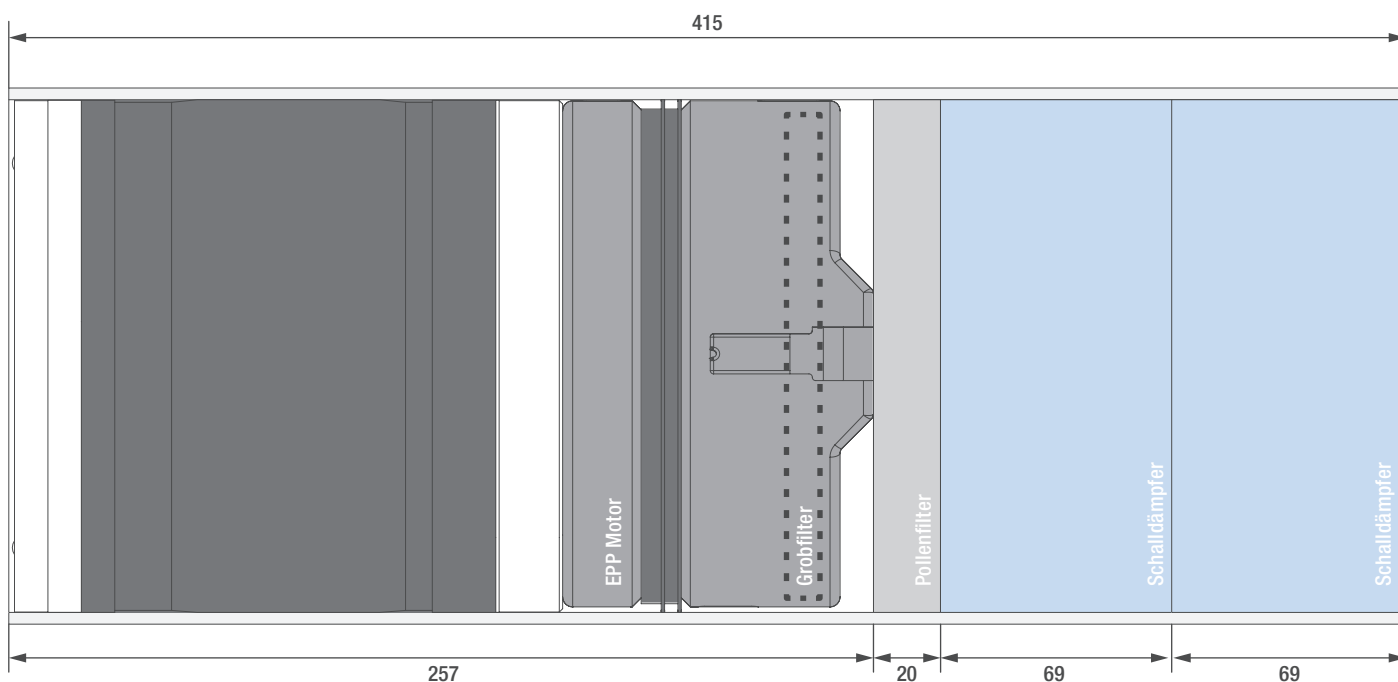 415
EPP Motor
Grobfilter
Pollenfilter
Schalldämpfer
Schalldämpfer
257
20
69
69